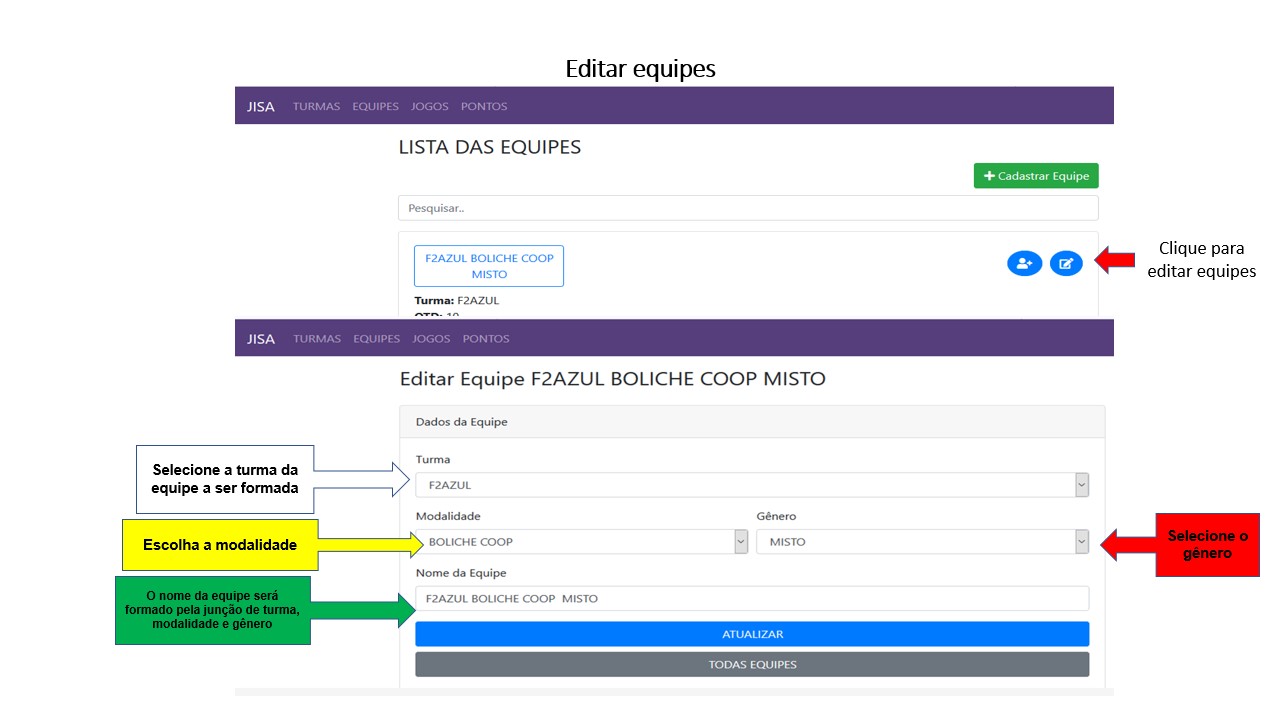 Editar equipes
JISA TURMAS EQUIPES JOGOS PONTOS
LISTA DAS EQUIPES
Cadastrar Equipe
Pesquisar..
F2AZUL BOLICHE COOP
MISTO
Clique para
editar equipes
Turma: F2AZUL
QTD: 10
JISA TURMAS EQUIPES JOGOS PONTOS
Editar Equipe F2AZUL BOLICHE COOP MISTO
Dados da Equipe
Selecione a turma da
equipe a ser formada
Turma
F2AZUL
Escolha a modalidade
Modalidade
BOLICHE COOP
Gênero
MISTO
Selecione o
gênero
O nome da equipe será
formado pela junção de turma,
modalidade e gênero
Nome da Equipe
F2AZUL BOLICHE COOP  MISTO
ATUALIZAR
TODAS EQUIPES